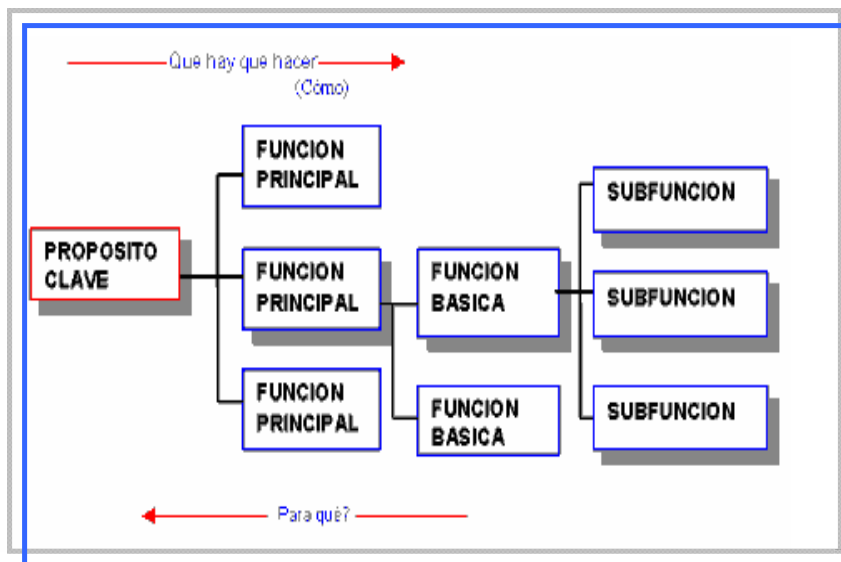 Que hay que hacer
(Cómo)
FUNCION
PRINCIPAL
PROPOSITO
CLAVE
FUNCION
PRINCIPAL
FUNCION
PRINCIPAL
FUNCION
BASICA
FUNCION
BASICA
SUBFUNCION
SUBFUNCION
SUBFUNCION
Para qué?